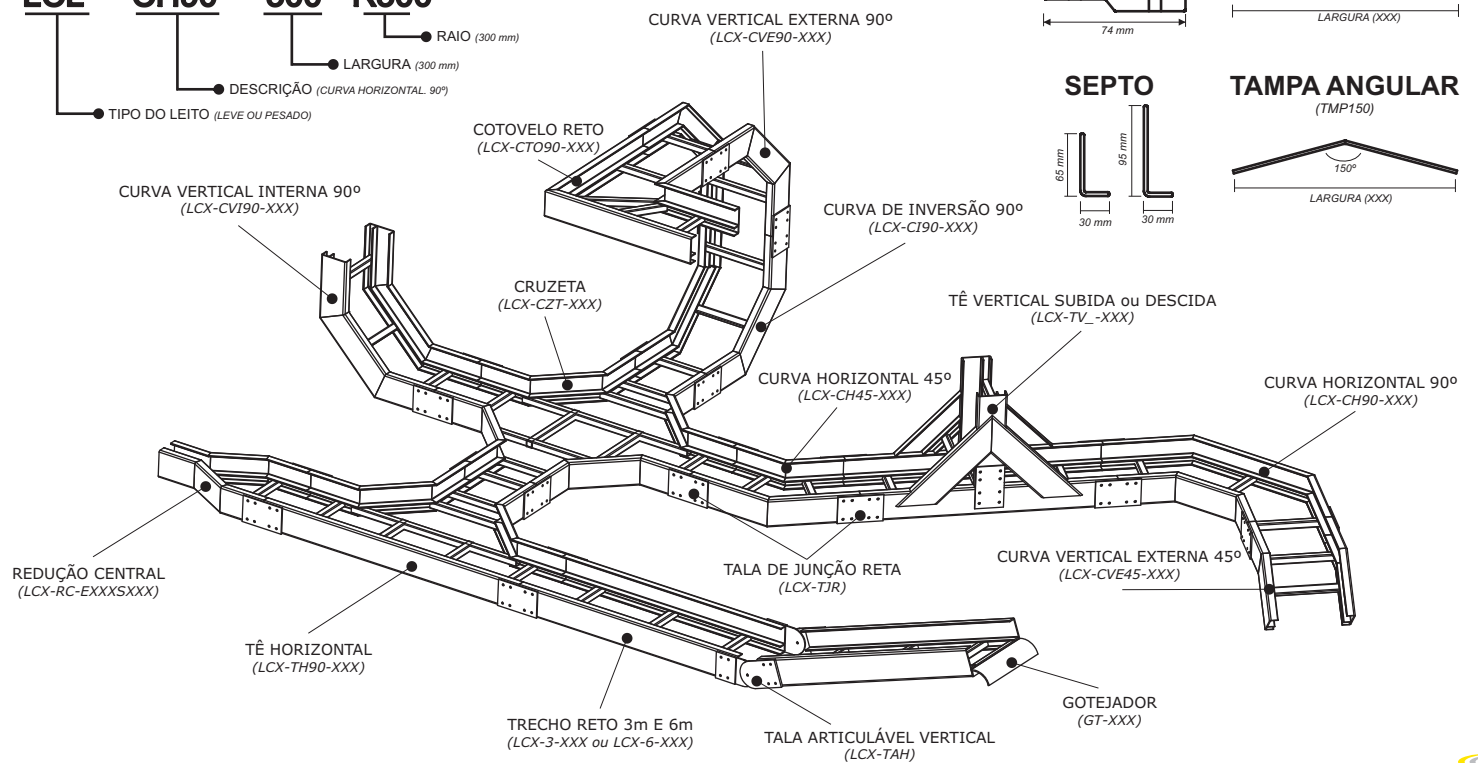 RAIO (300 mm)
LARGURA (300 mm)
DESCRIÇÃO (CURVA HORIZONTAL. 90º)
TIPO DO LEITO (LEVE OU PESADO)
CURVA VERTICAL EXTERNA 90º
(LCX-CVE90-XXX)
74 mm
LARGURA (XXX)
SEPTO
65 mm
30 mm
95 mm
30 mm
TAMPA ANGULAR
(TMP150)
150º
LARGURA (XXX)
COTOVELO RETO
(LCX-CTO90-XXX)
CURVA VERTICAL INTERNA 90º
(LCX-CVI90-XXX)
CURVA DE INVERSÃO 90º
(LCX-CI90-XXX)
CRUZETA
(LCX-CZT-XXX)
TÊ VERTICAL SUBIDA ou DESCIDA
(LCX-TV_-XXX)
CURVA HORIZONTAL 45º
(LCX-CH45-XXX)
CURVA HORIZONTAL 90º
(LCX-CH90-XXX)
REDUÇÃO CENTRAL
(LCX-RC-EXXXSXXX)
TALA DE JUNÇÃO RETA
(LCX-TJR)
CURVA VERTICAL EXTERNA 45º
(LCX-CVE45-XXX)
TÊ HORIZONTAL
(LCX-TH90-XXX)
TRECHO RETO 3m E 6m
(LCX-3-XXX ou LCX-6-XXX)
TALA ARTICULÁVEL VERTICAL
(LCX-TAH)
GOTEJADOR
(GT-XXX)